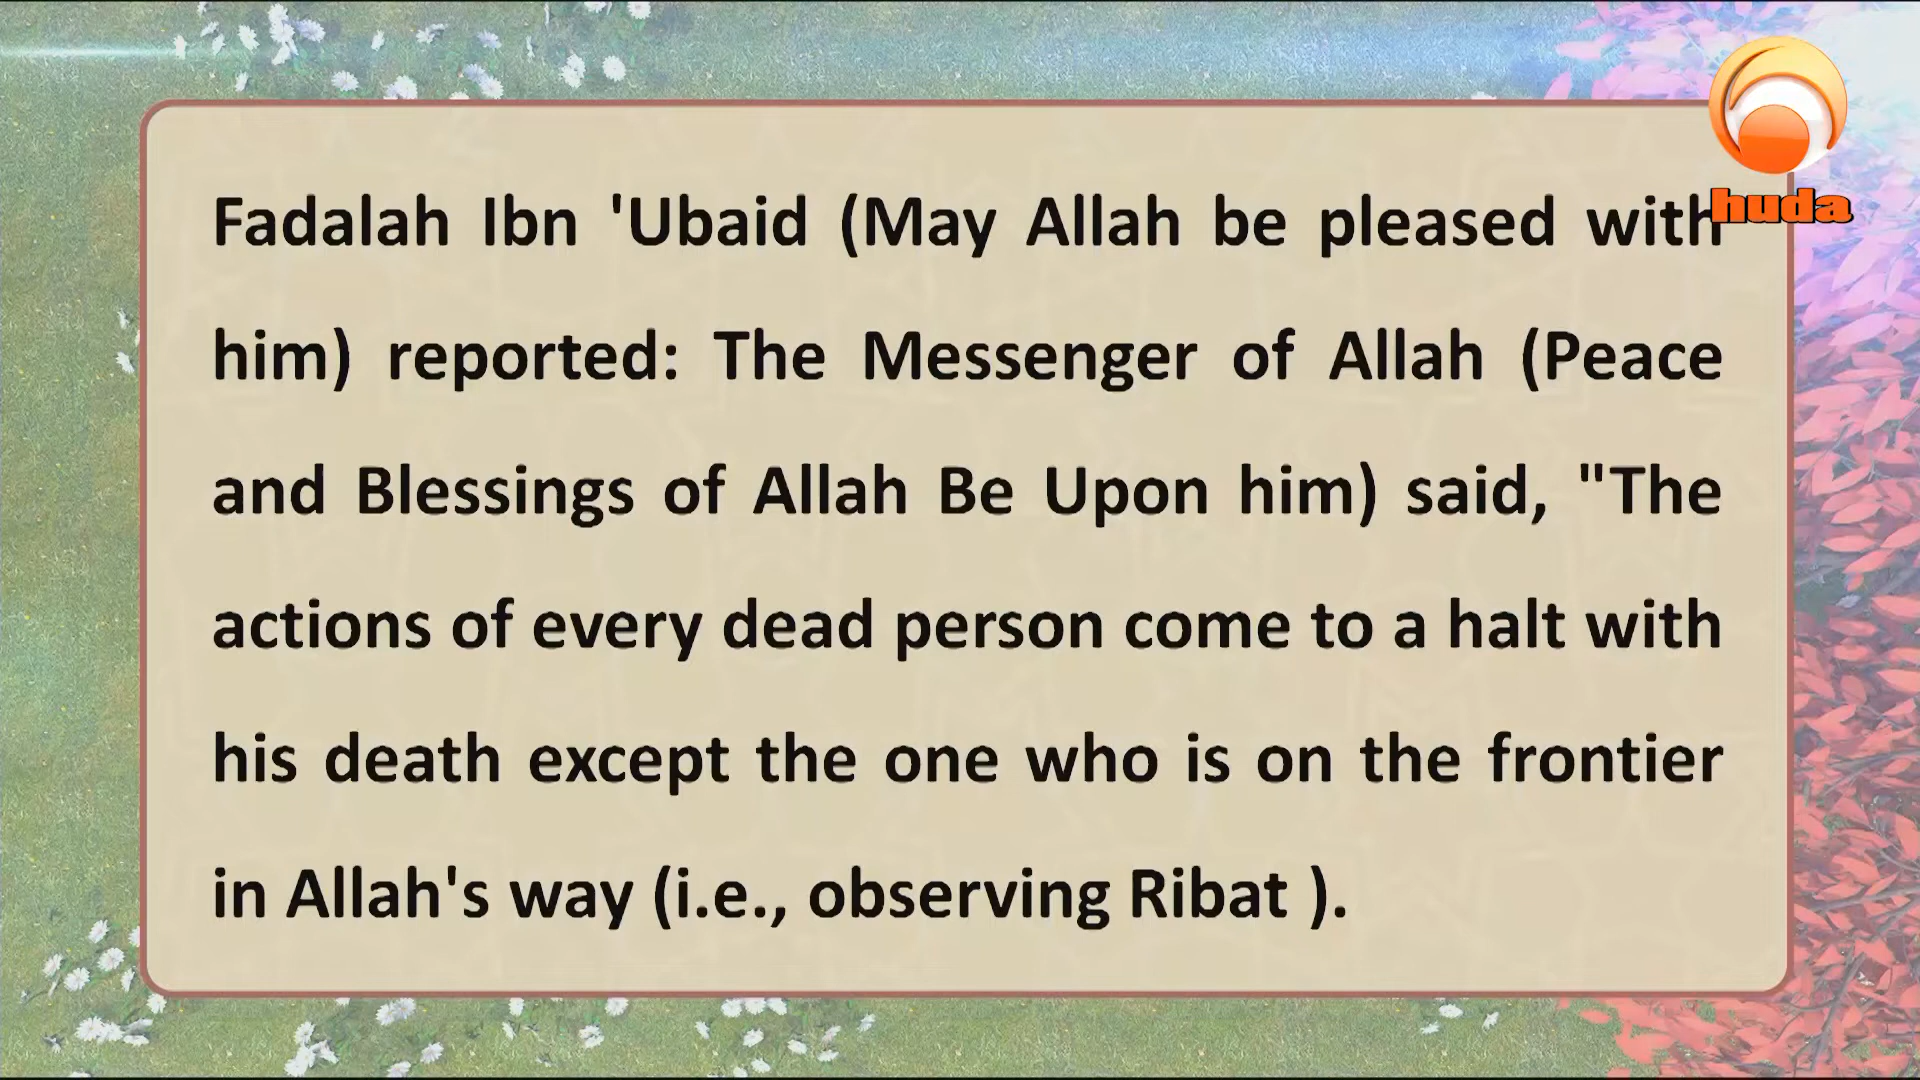 huda
Fadalah Ibn 'Ubaid (May Allah be pleased with
him) reported: The Messenger of Allah (Peace
and Blessings of Allah Be Upon him) said, "The
actions of every dead person come to a halt with
his death except the one who is on the frontier
in Allah's way (i.e., observing Ribat ).